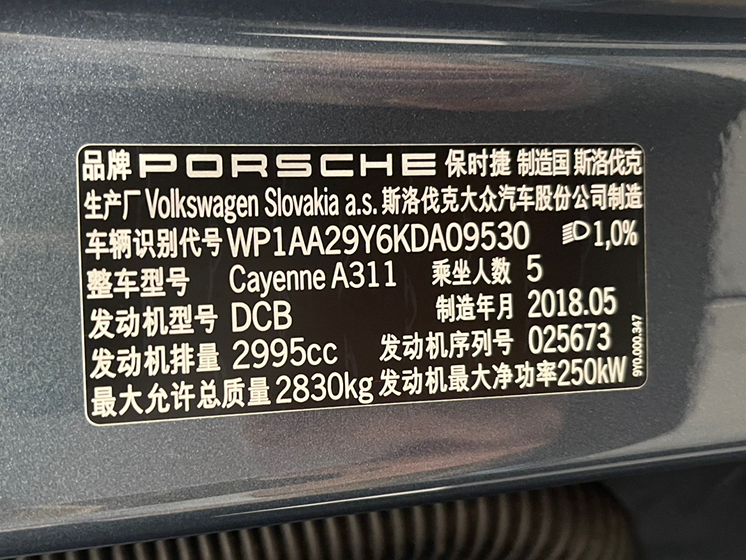 品牌 PORSCHE 保时捷 制造国 斯洛伐克
生产厂 Volkswagen Slovakia a.s. 斯洛伐克大众汽车股份公司制造
车辆识别代号 WP1AA29Y6KDA09530 1,0%
整车型号 Cayenne A311 乘坐人数 5
发动机型号 DCB 制造年月 2018.05
发动机排量 2995cc 发动机序列号 025673
最大允许总质量 2830kg 发动机最大净功率 250kW
9Y0.000.347